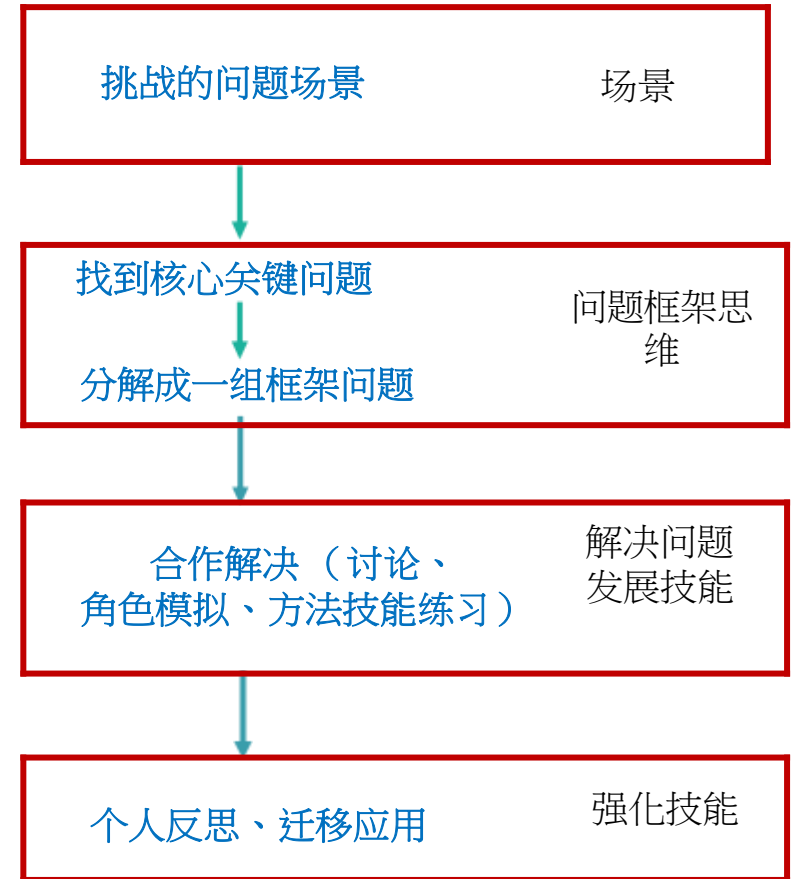 挑战的问题场景
场景
找到核心关键问题
分解成一组框架问题
问题框架思
维
合作解决（讨论、
角色模拟、方法技能练习）
解决问题
发展技能
个人反思、迁移应用
强化技能